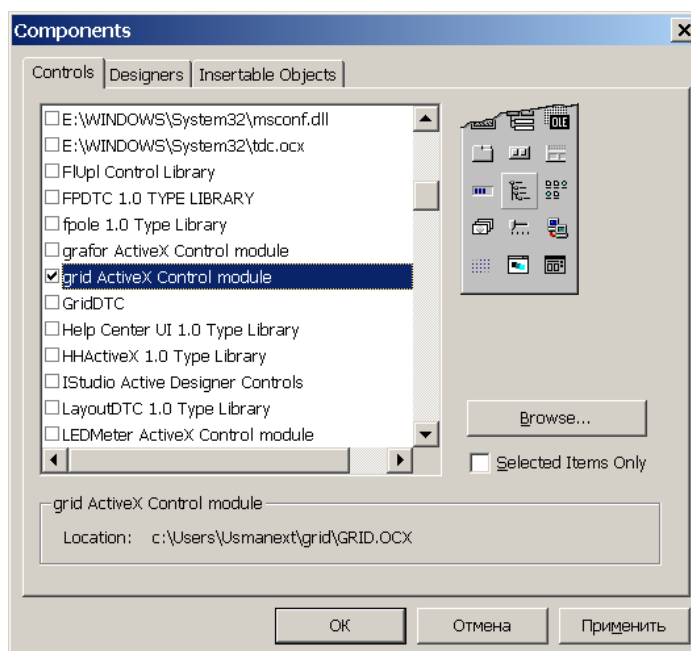 Components
Controls Designers Insertable Objects
E:\WINDOWS\System32\msconf.dll
E:\WINDOWS\System32\tdc.ocx
FlUpl Control Library
FPDTC 1.0 TYPE LIBRARY
fpole 1.0 Type Library
grafor ActiveX Control module
grid ActiveX Control module
GridDTC
Help Center UI 1.0 Type Library
HHActiveX 1.0 Type Library
IStudio Active Designer Controls
LayoutDTC 1.0 Type Library
LEDMeter ActiveX Control module
OLE
Browse...
Selected Items Only
grid ActiveX Control module
Location: c:\Users\Usmanext\grid\GRID.OCX
ОК Отмена Применить